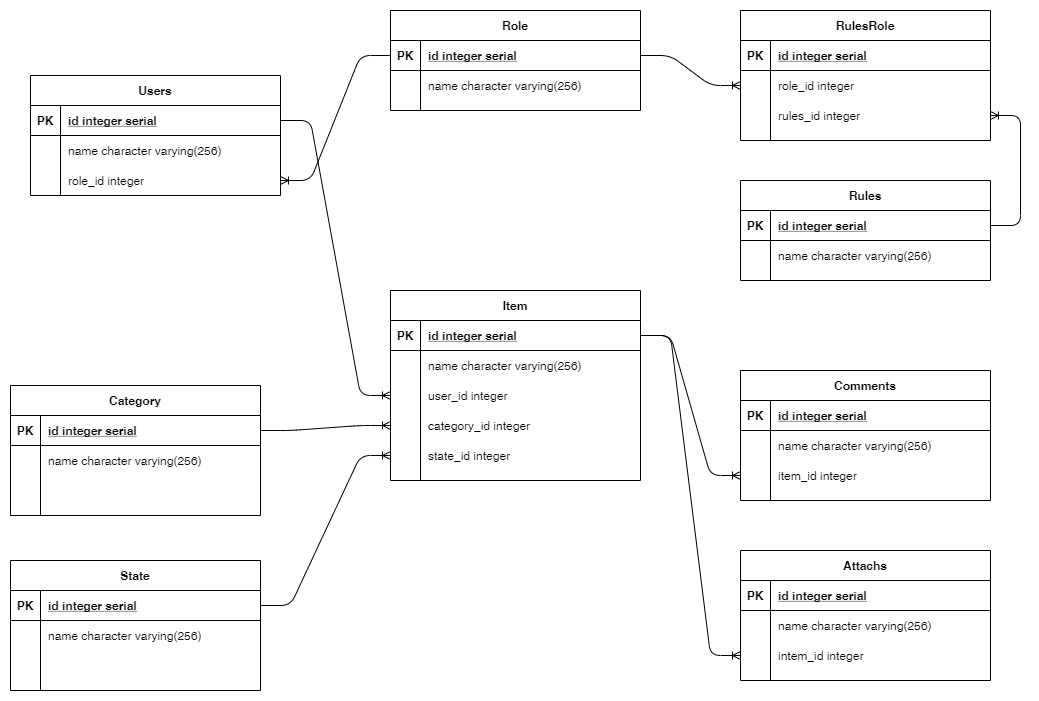 Role
PK id integer serial
name character varying(256)
RulesRole
PK id integer serial
role_id integer
rules_id integer
Users
PK id integer serial
name character varying(256)
role_id integer
Rules
PK id integer serial
name character varying(256)
Item
PK id integer serial
name character varying(256)
user_id integer
category_id integer
state_id integer
Category
PK id integer serial
name character varying(256)
Comments
PK id integer serial
name character varying(256)
item_id integer
State
PK id integer serial
name character varying(256)
Attachs
PK id integer serial
name character varying(256)
intem_id integer